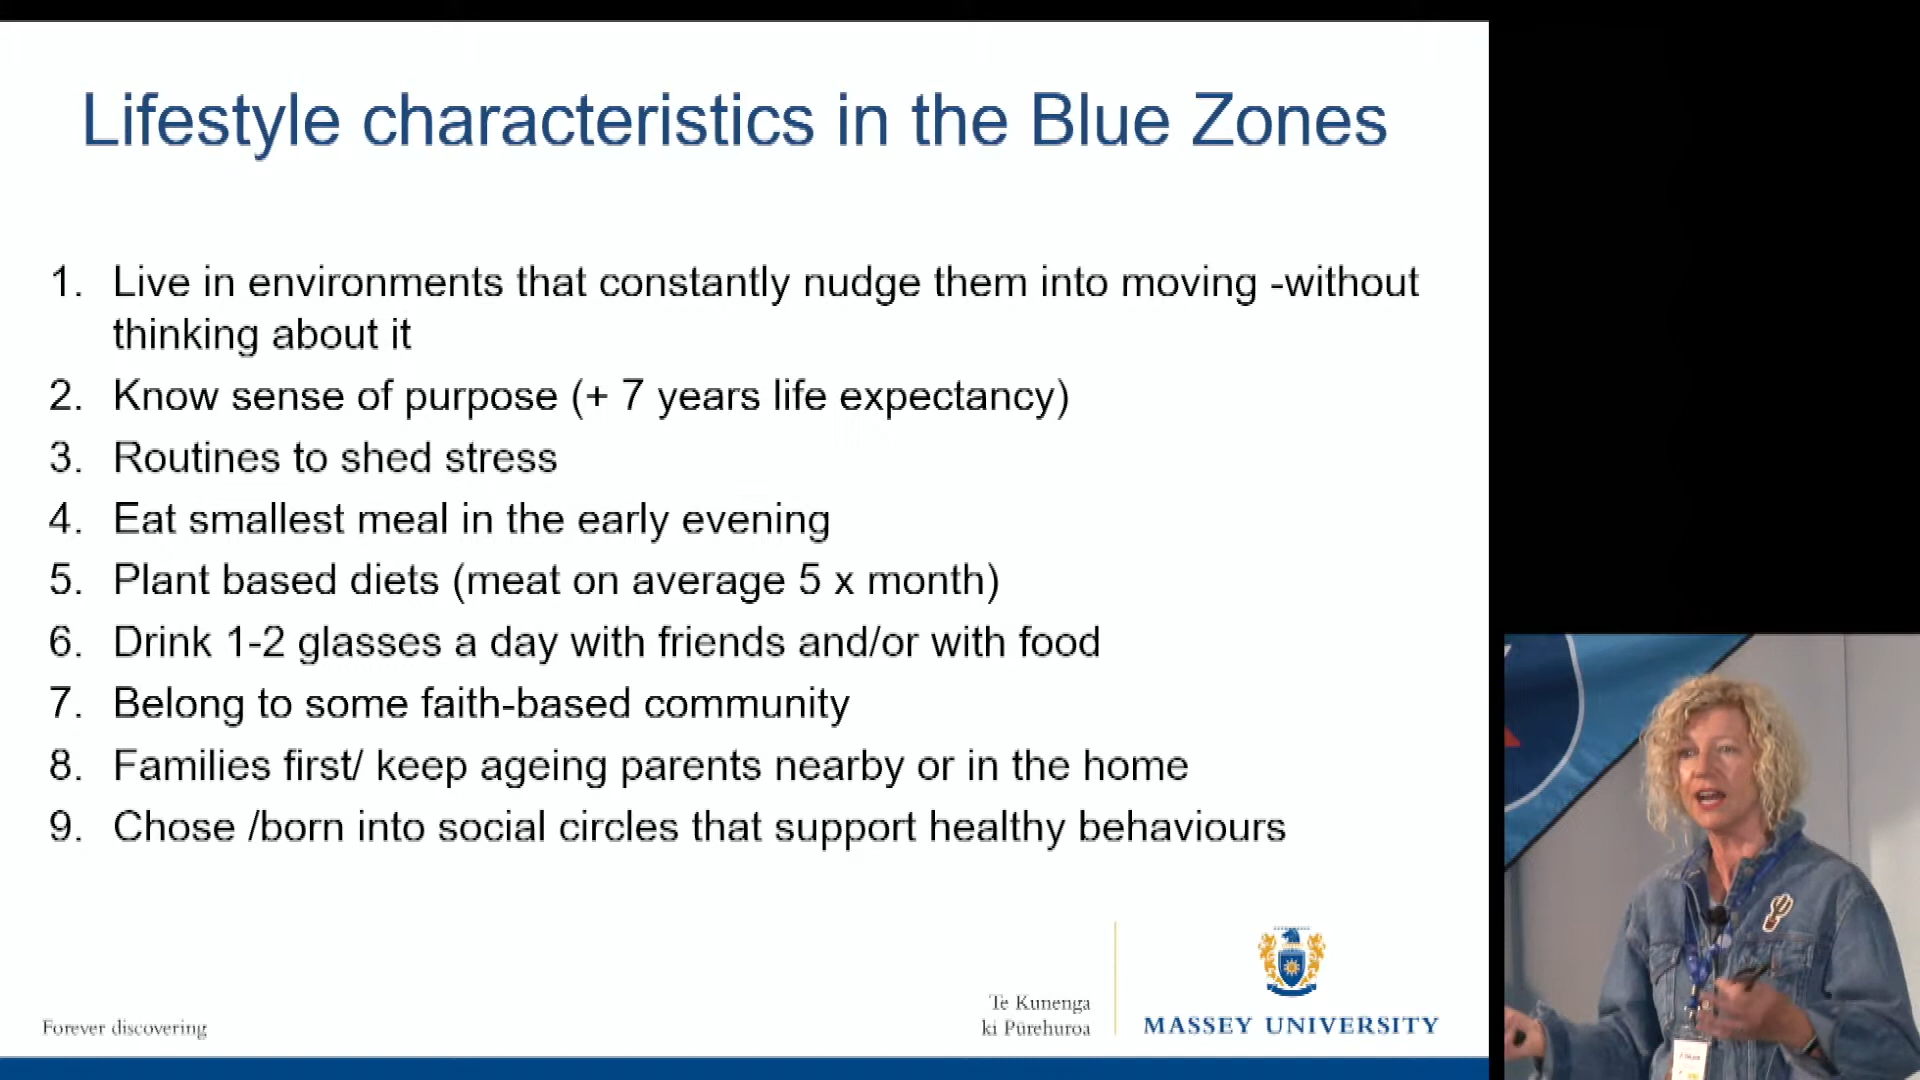 Lifestyle characteristics in the Blue Zones
1. Live in environments that constantly nudge them into moving -without
thinking about it
2. Know sense of purpose (+ 7 years life expectancy)
3. Routines to shed stress
4. Eat smallest meal in the early evening
5. Plant based diets (meat on average 5 x month)
6. Drink 1-2 glasses a day with friends and/or with food
7. Belong to some faith-based community
8. Families first/ keep ageing parents nearby or in the home
9. Chose /born into social circles that support healthy behaviours
Forever discovering
Te Kunenga
ki Pūrehuroa
MASSEY UNIVERSITY